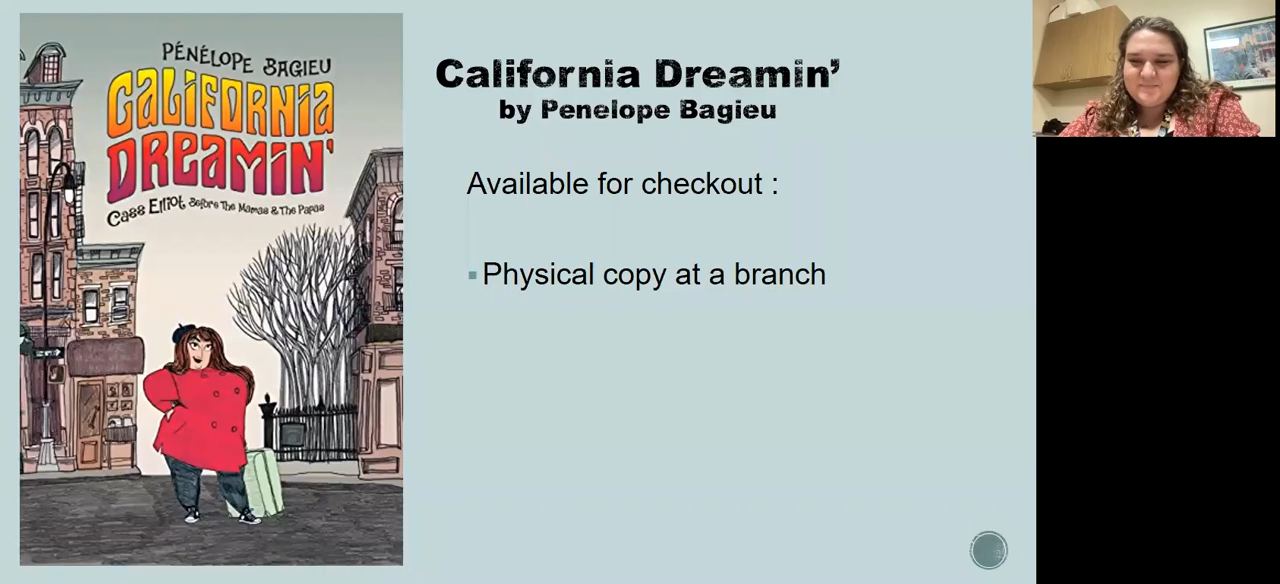 PÉNÉLOPE BAGIEU
CALIFORNIA
DREAMIN'
Cass Elliot Before The Mamas & The Papas
California Dreamin’
by Penelope Bagieu
Available for checkout :
Physical copy at a branch